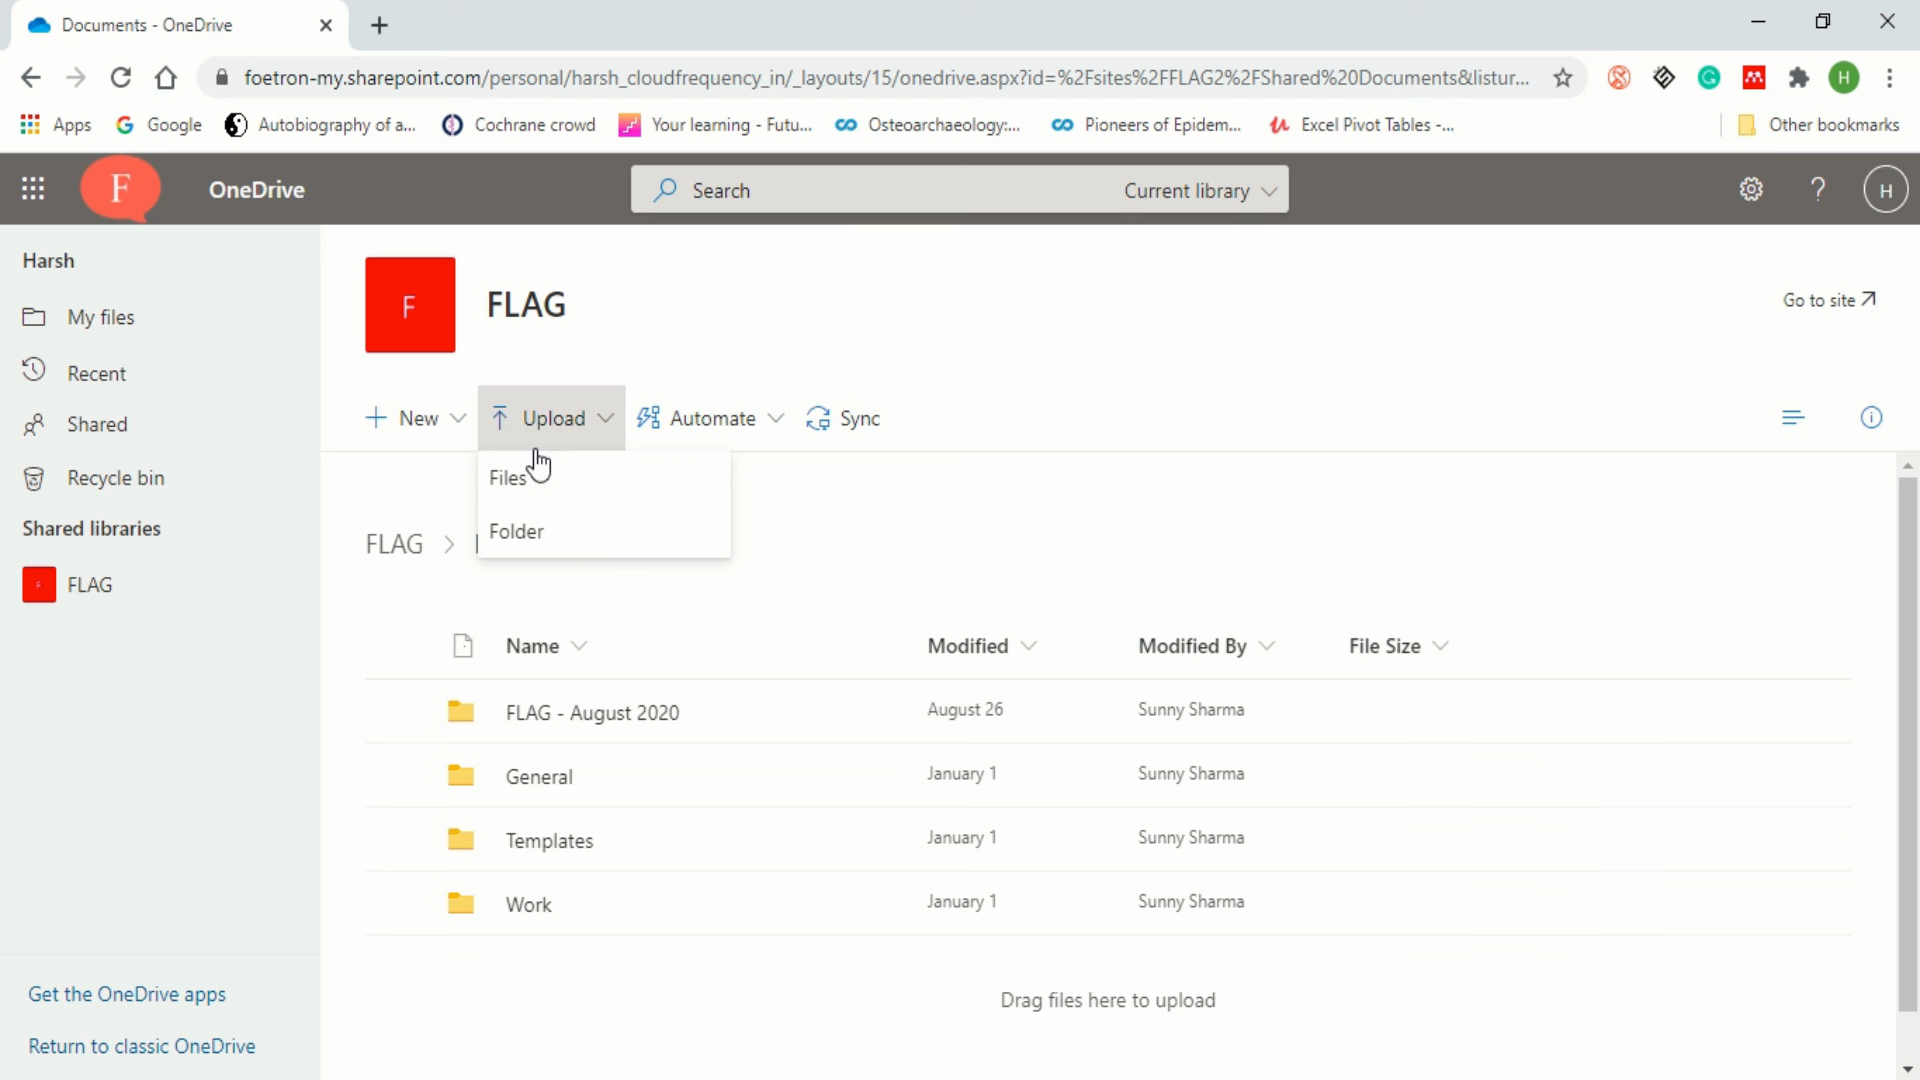 Documents - OneDrive
foetron-my.sharepoint.com/personal/harsh_cloudfrequency_in/_layouts/15/onedrive.aspx?id=%2Fsites%2FFLAG2%2FShared%20Documents&listur...
H
Apps Google Autobiography of a... Cochrane crowd Your learning - Futu... Osteoarchaeology:... Pioneers of Epidem... Excel Pivot Tables -... Other bookmarks
F OneDrive Search Current library ? H
Harsh
My files
Recent
Shared
Recycle bin
Shared libraries
F FLAG
Get the OneDrive apps
Return to classic OneDrive
F FLAG Go to site
New Upload Automate Sync
Files
Folder
FLAG >
Name Modified Modified By File Size
FLAG - August 2020 August 26 Sunny Sharma
General January 1 Sunny Sharma
Templates January 1 Sunny Sharma
Work January 1 Sunny Sharma
Drag files here to upload